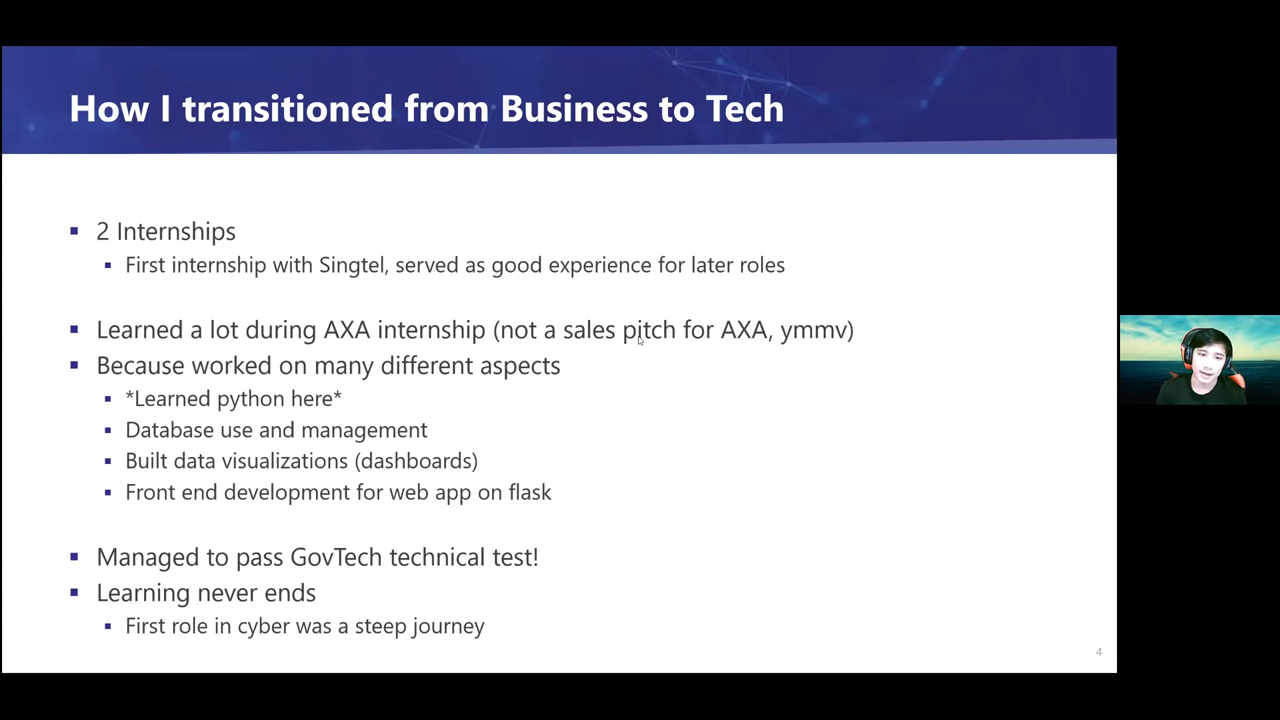 How I transitioned from Business to Tech
2 Internships
First internship with Singtel, served as good experience for later roles
Learned a lot during AXA internship (not a sales pitch for AXA, ymmv)
Because worked on many different aspects
*Learned python here*
Database use and management
Built data visualizations (dashboards)
Front end development for web app on flask
Managed to pass GovTech technical test!
Learning never ends
First role in cyber was a steep journey
4